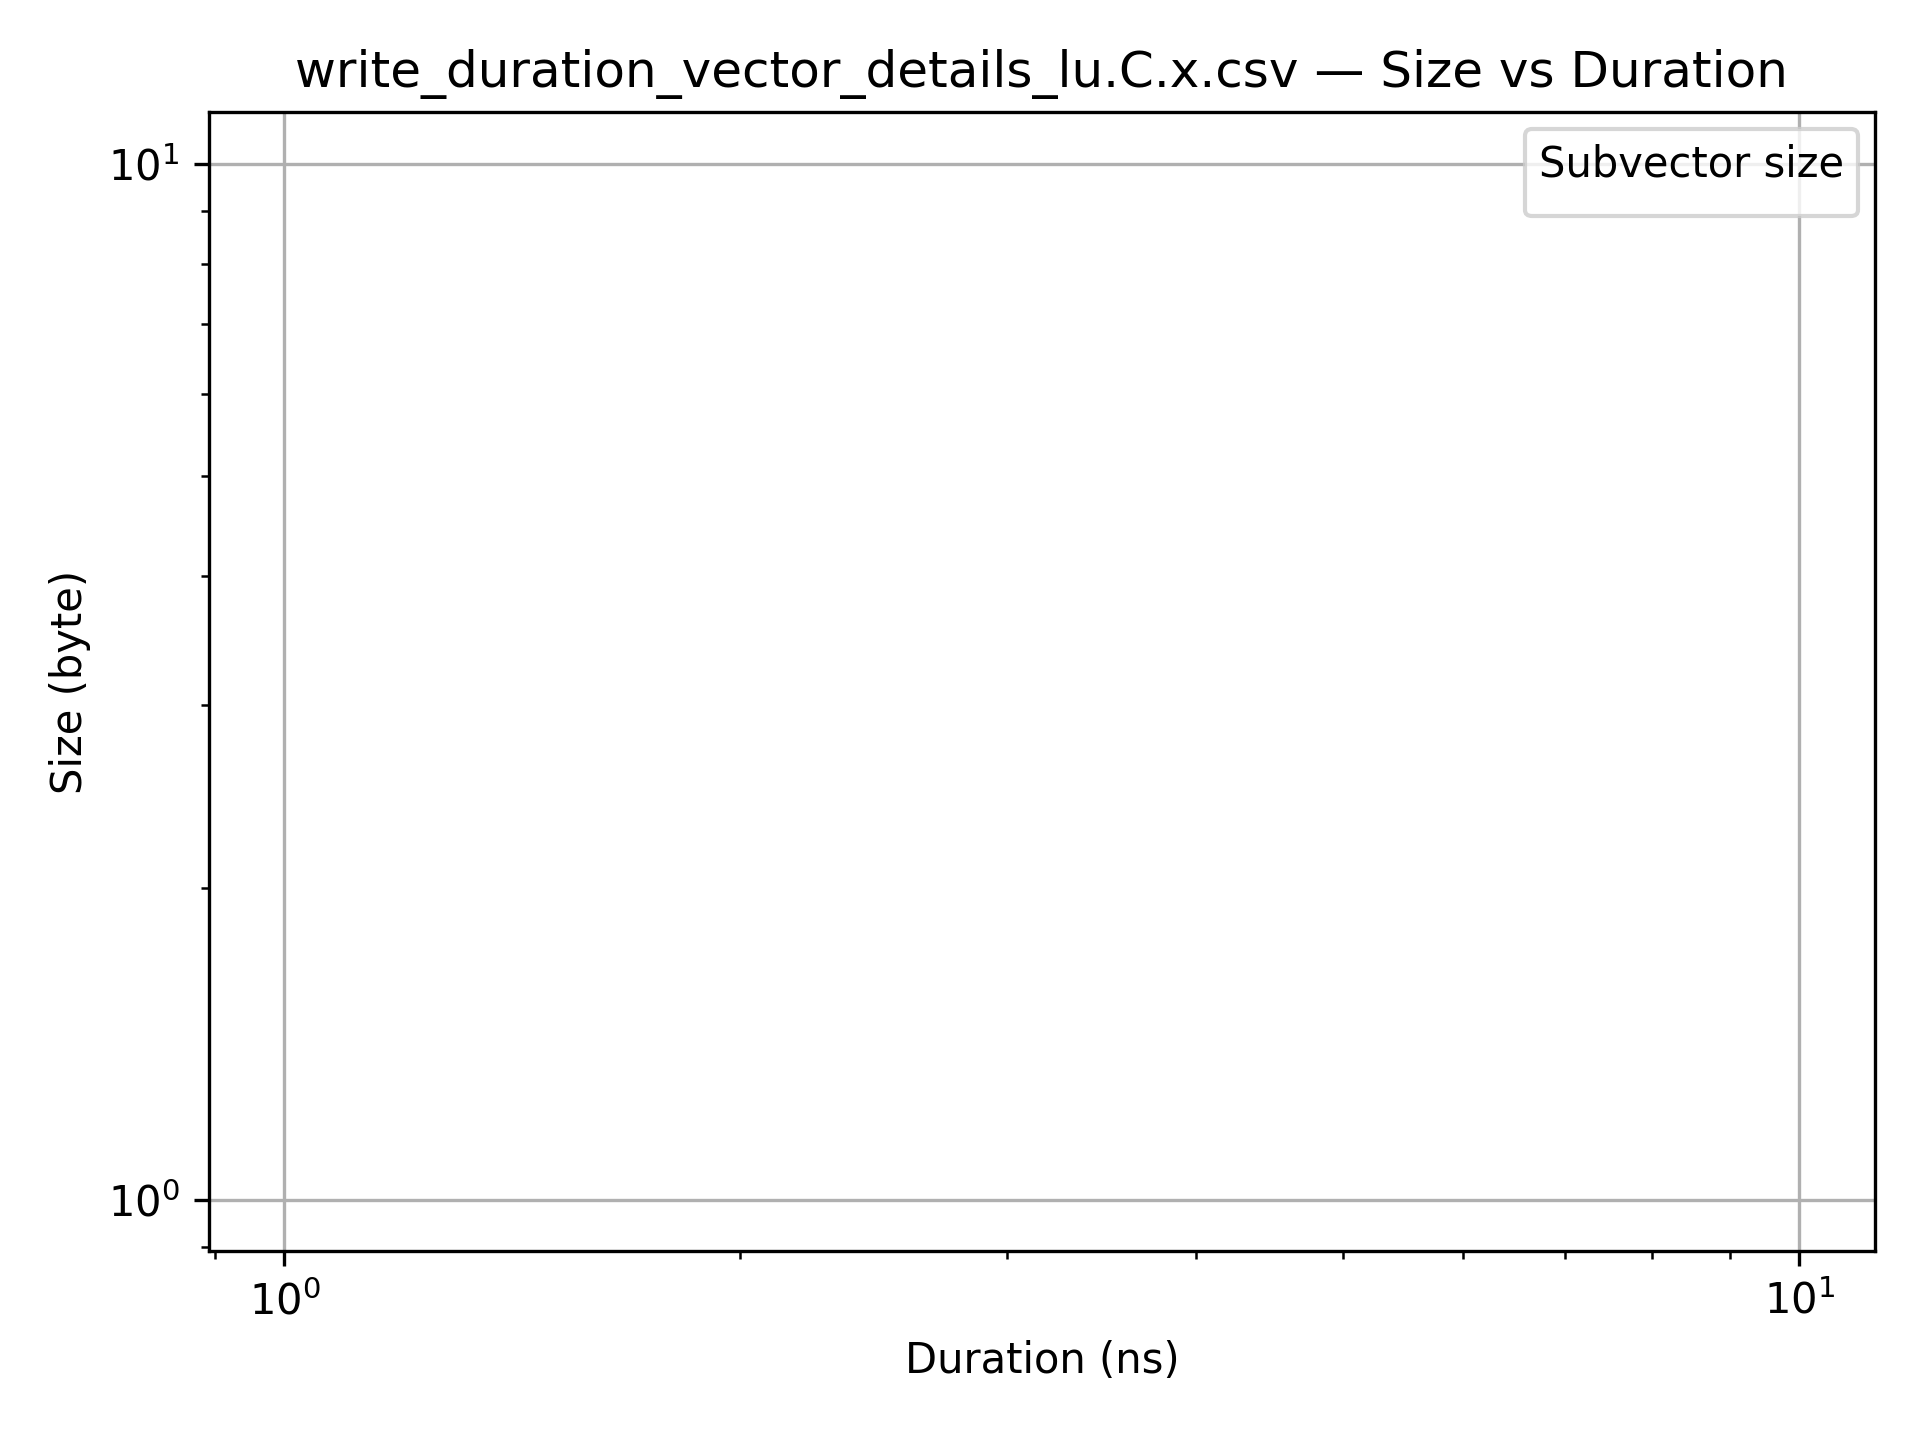 write_duration_vector_details_lu.C.x.csv — Size vs Duration
Subvector size
10¹
Size (byte)
10⁰
10⁰
10¹
Duration (ns)